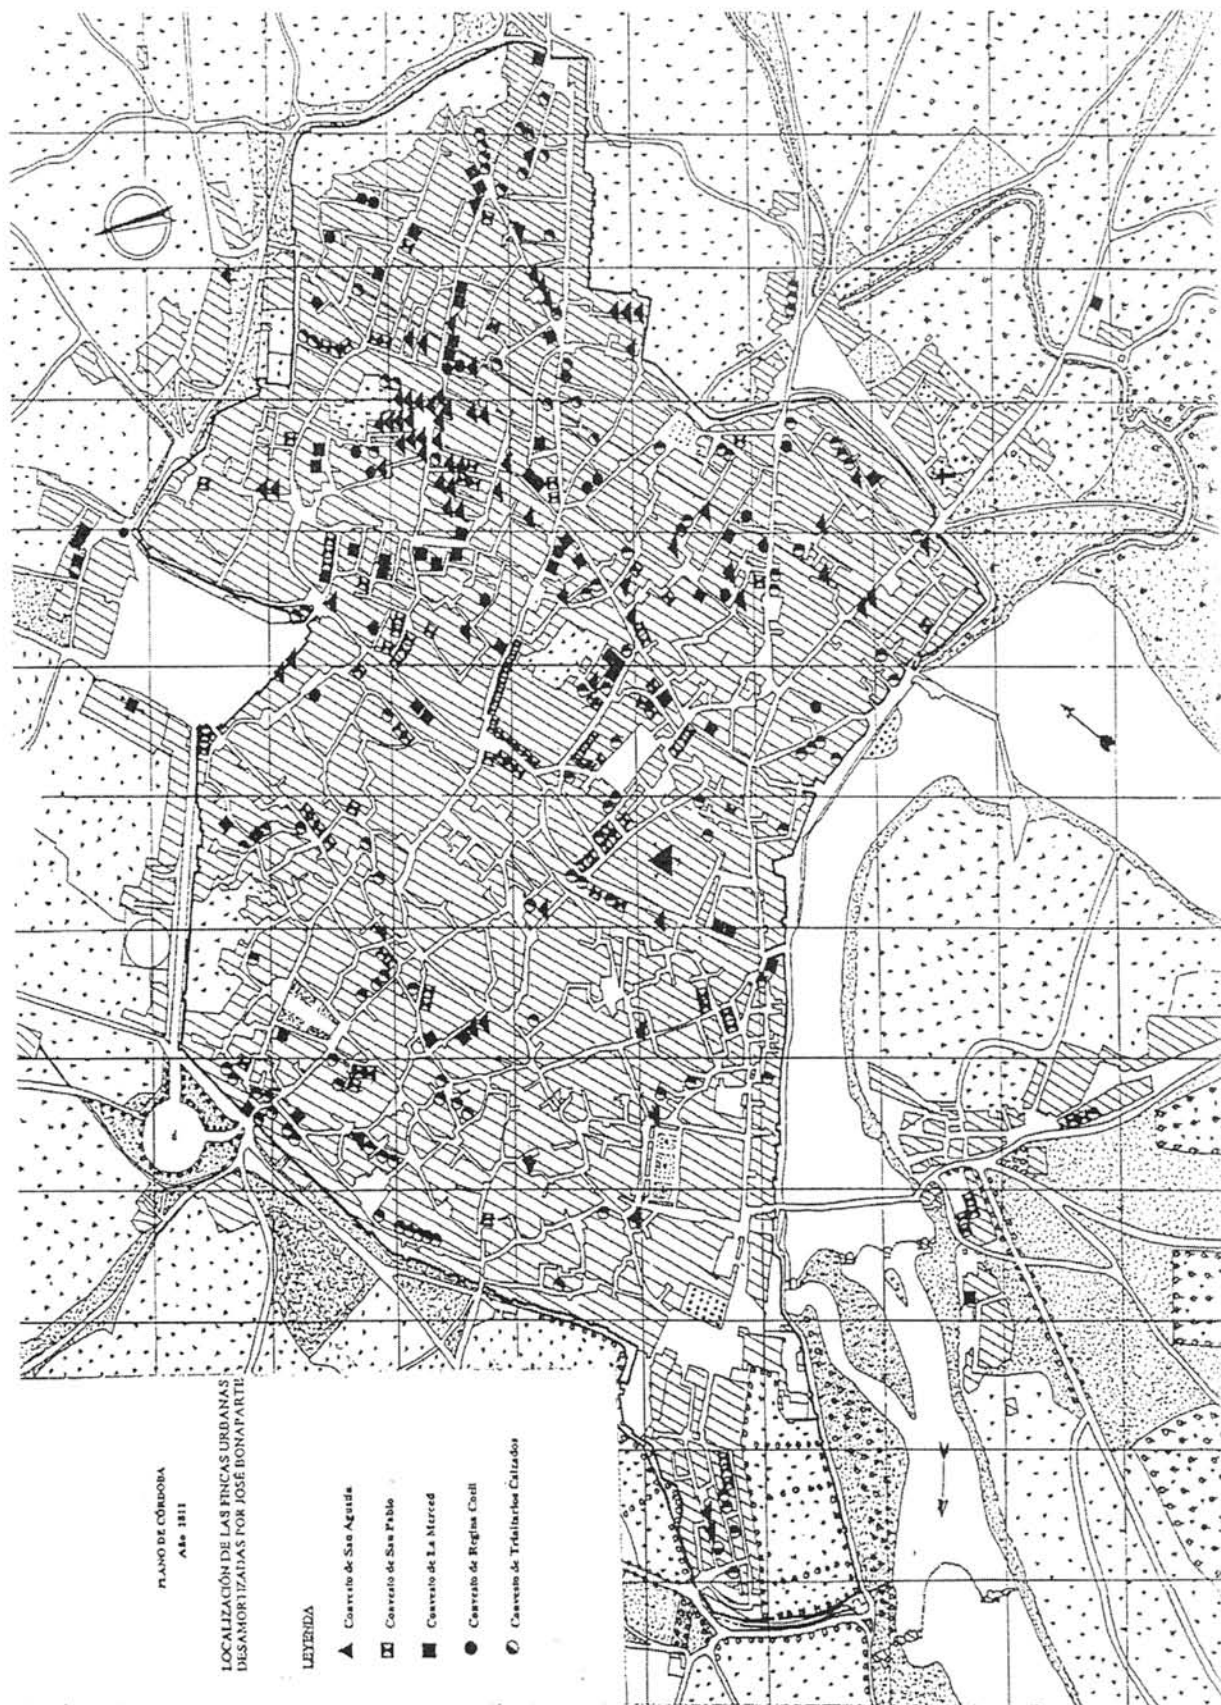 PLANO DE CÓRDOBA
Año 1811
LOCALIZACIÓN DE LAS FINCAS URBANAS
DESAMORTIZADAS POR JOSÉ BONAPARTE
LEYENDA
Convento de San Agustín
Convento de San Pablo
Convento de La Merced
Convento de Regina Coeli
Convento de Trinitarios Calzados